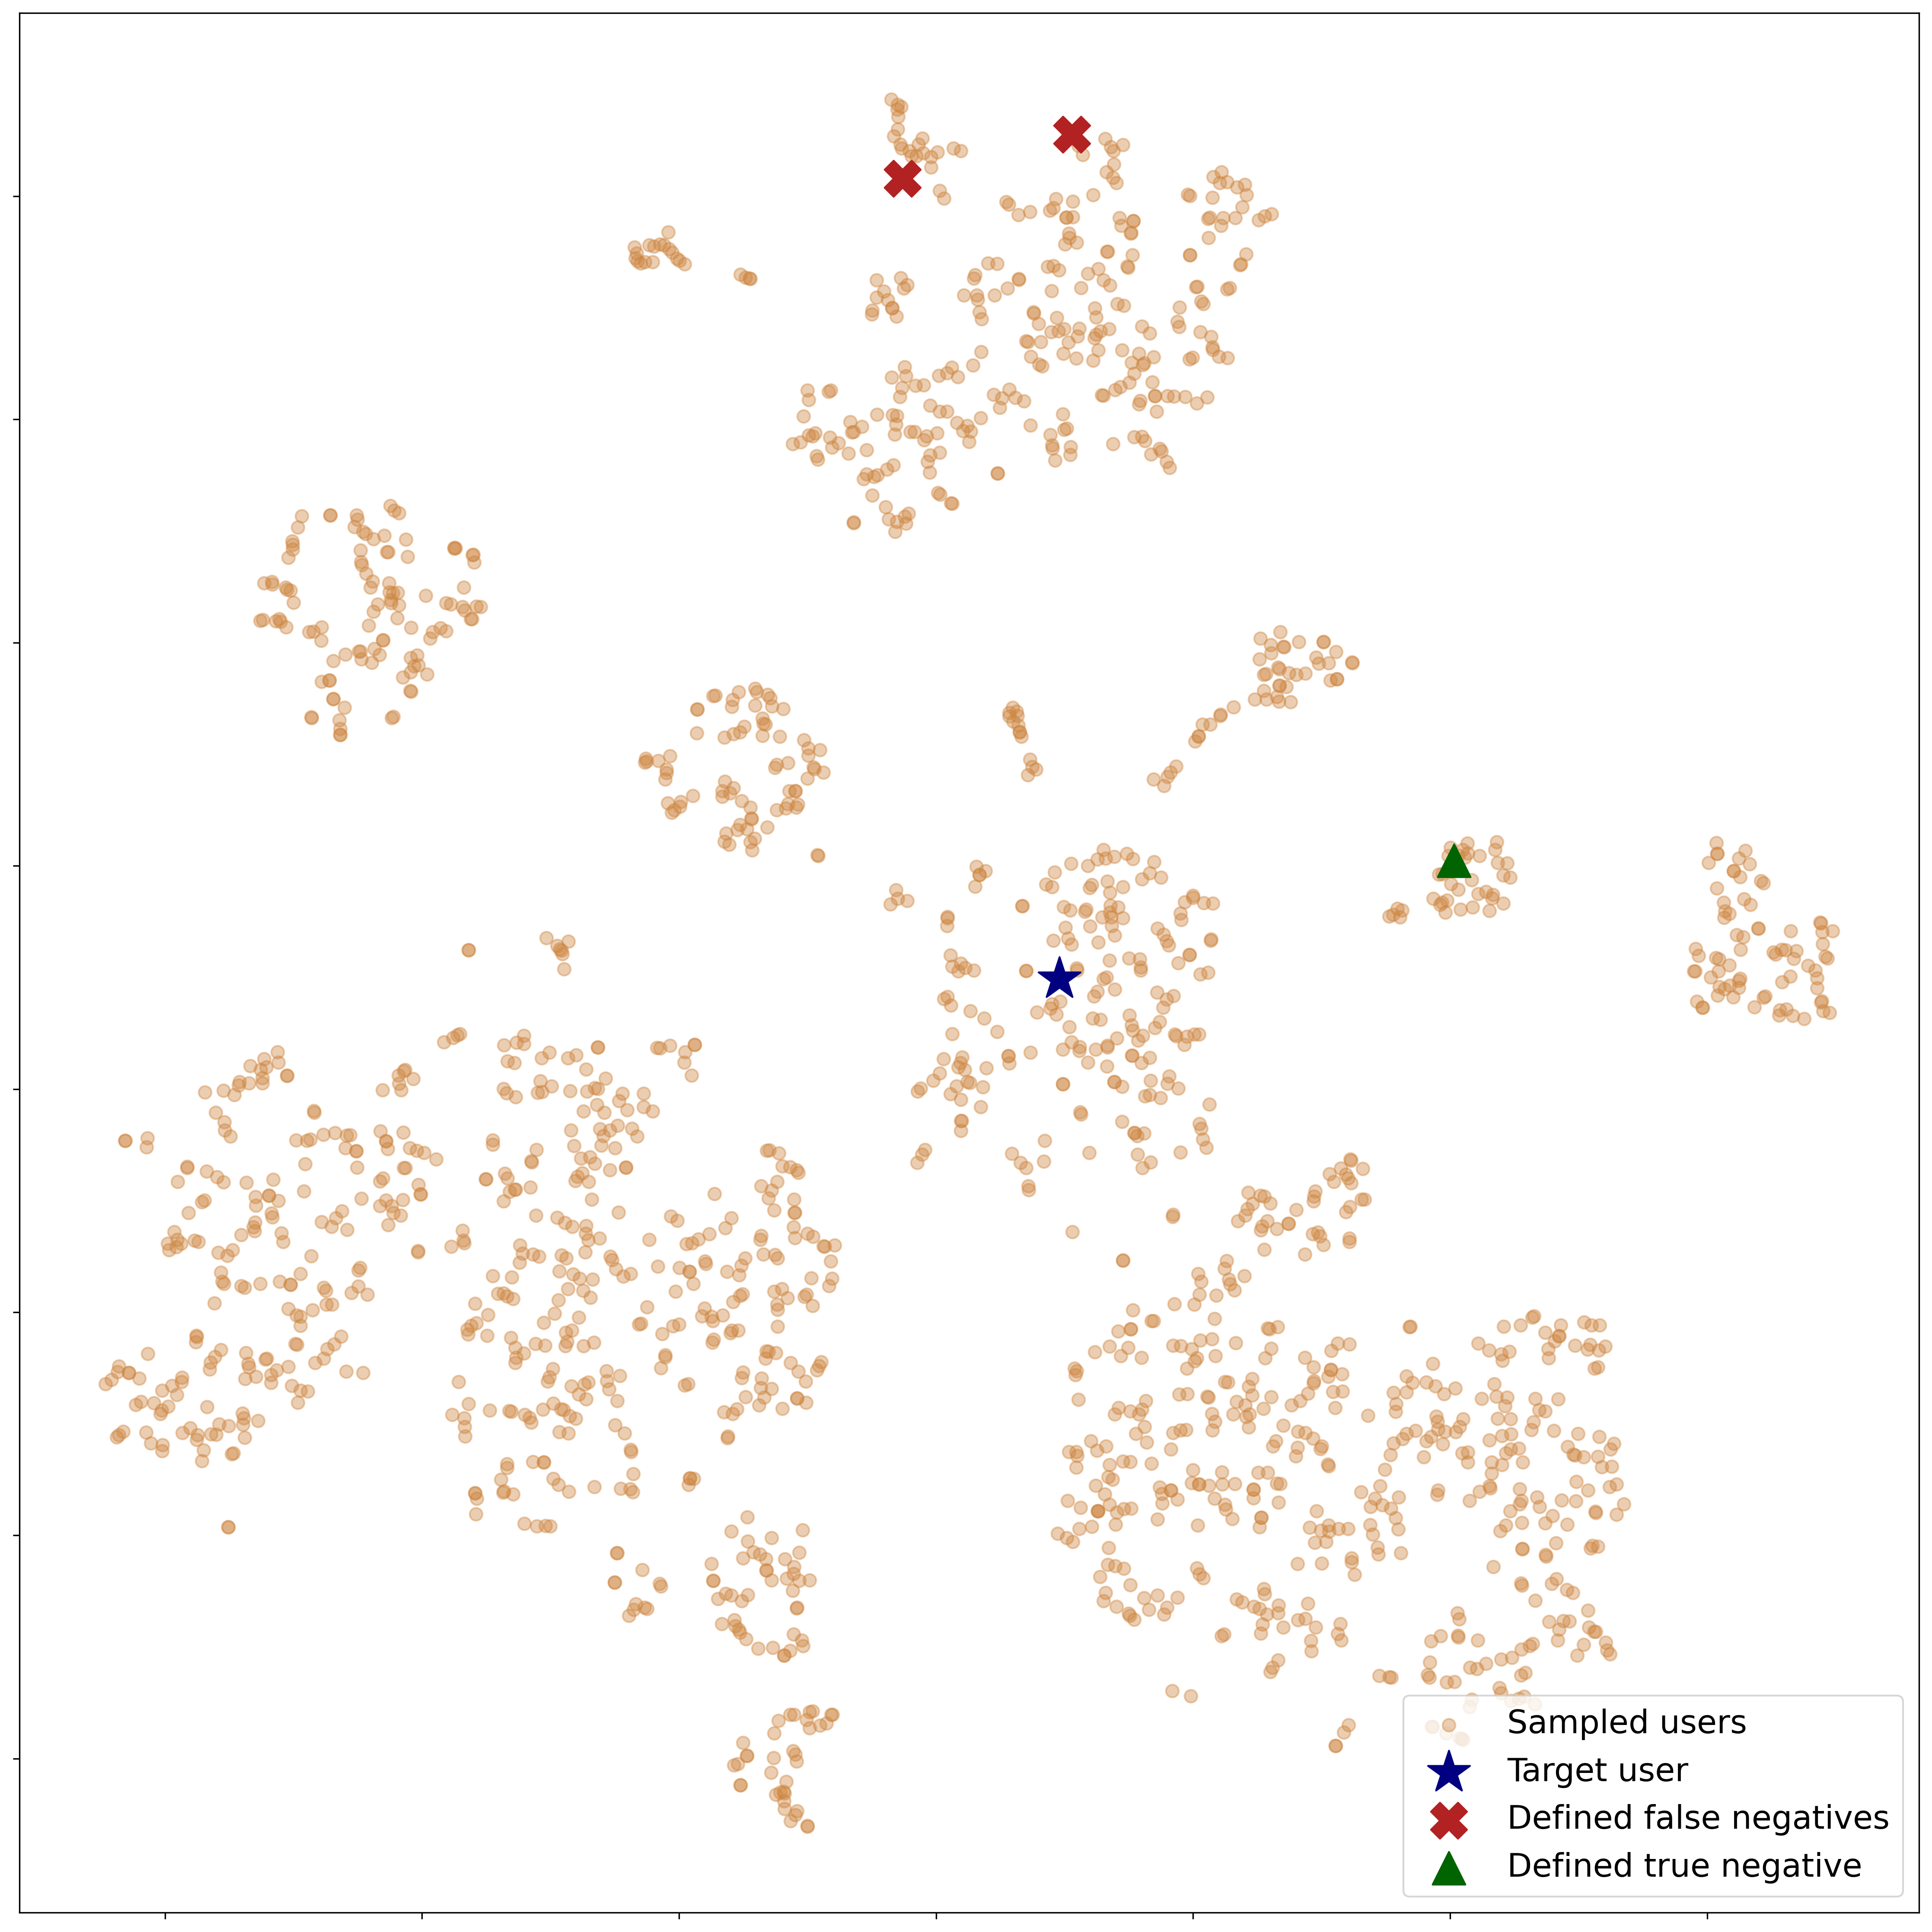 Sampled users
Target user
Defined false negatives
Defined true negative